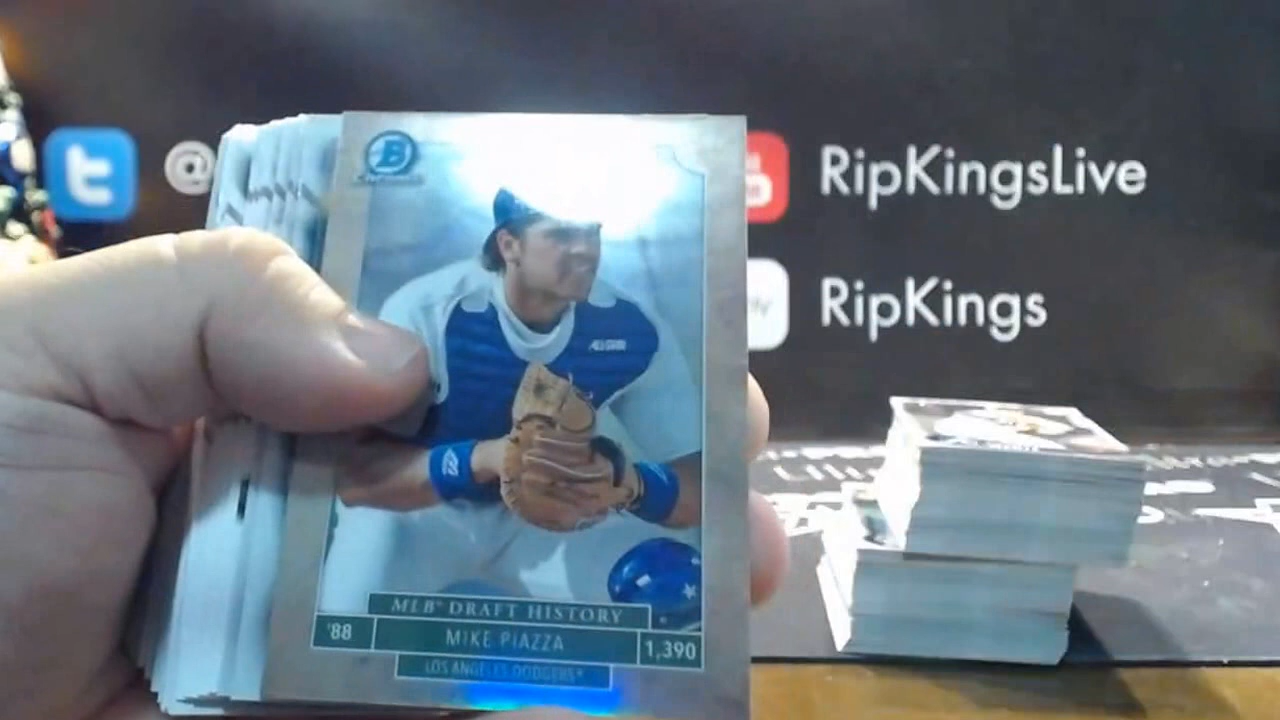 @
RipKingsLive
RipKings
B
MLB DRAFT HISTORY
'88 MIKE PIAZZA 1,390
LOS ANGELES DODGERS